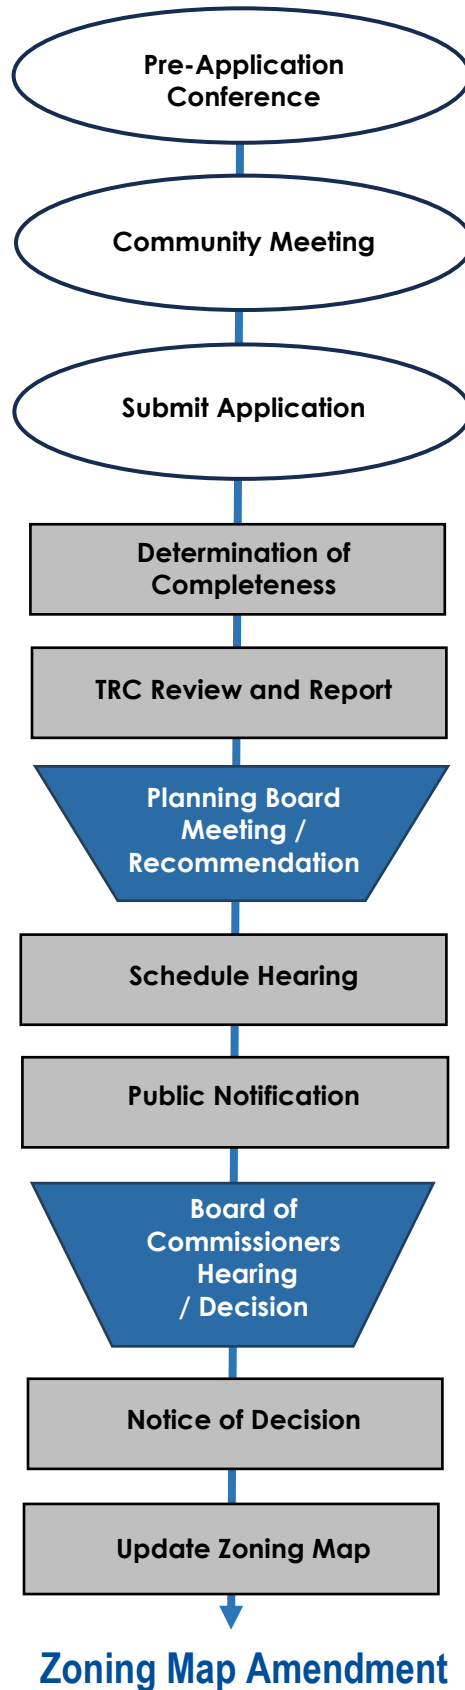 Pre-Application
Conference
Community Meeting
Submit Application
Determination of
Completeness
TRC Review and Report
Planning Board
Meeting /
Recommendation
Schedule Hearing
Public Notification
Board of
Commissioners
Hearing
/ Decision
Notice of Decision
Update Zoning Map
Zoning Map Amendment